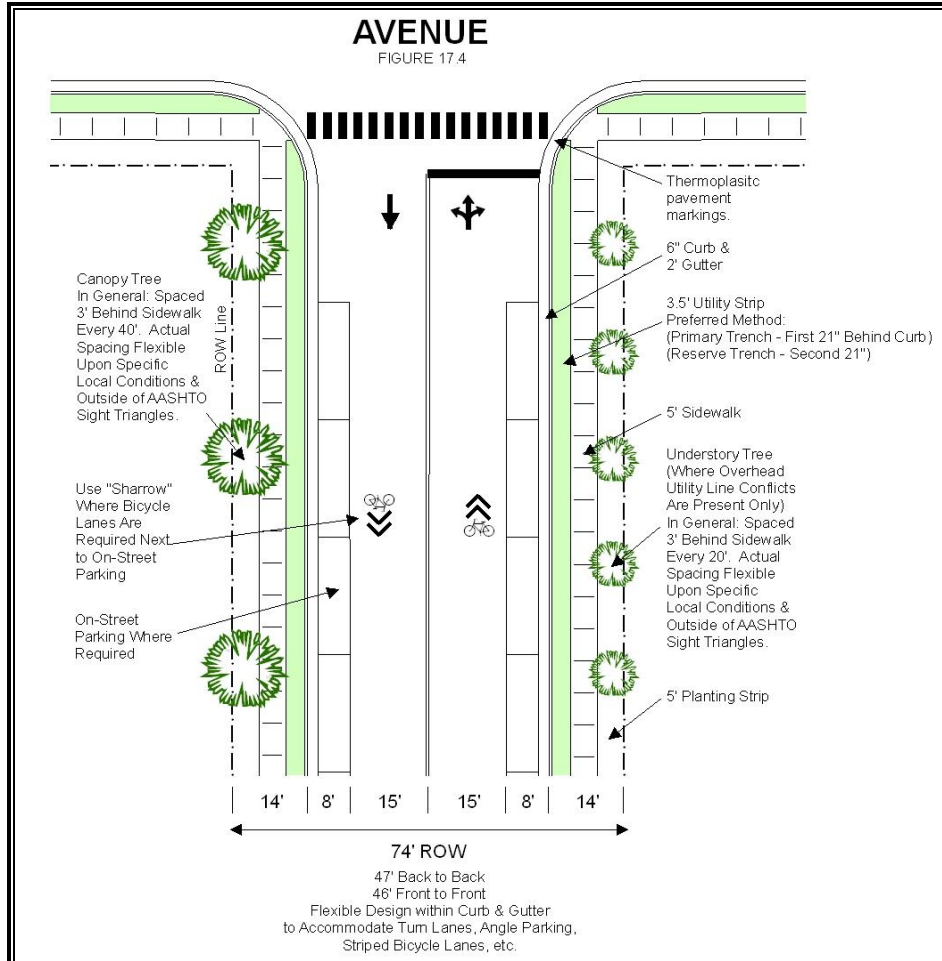 AVENUE
FIGURE 17.4
Thermoplasitc
pavement
markings.
6" Curb &
2' Gutter
Canopy Tree
In General: Spaced
3' Behind Sidewalk
Every 40'. Actual
Spacing Flexible
Upon Specific
Local Conditions &
Outside of AASHTO
Sight Triangles.
ROW Line
3.5' Utility Strip
Preferred Method:
(Primary Trench - First 21" Behind Curb)
(Reserve Trench - Second 21")
5' Sidewalk
Use "Sharrow"
Where Bicycle
Lanes Are
Required Next
to On-Street
Parking
Understory Tree
(Where Overhead
Utility Line Conflicts
Are Present Only)
In General: Spaced
3' Behind Sidewalk
Every 20'. Actual
Spacing Flexible
Upon Specific
Local Conditions &
Outside of AASHTO
Sight Triangles.
On-Street
Parking Where
Required
5' Planting Strip
14' 8' 15' 15' 8' 14'
74' ROW
47' Back to Back
46' Front to Front
Flexible Design within Curb & Gutter
to Accommodate Turn Lanes, Angle Parking,
Striped Bicycle Lanes, etc.